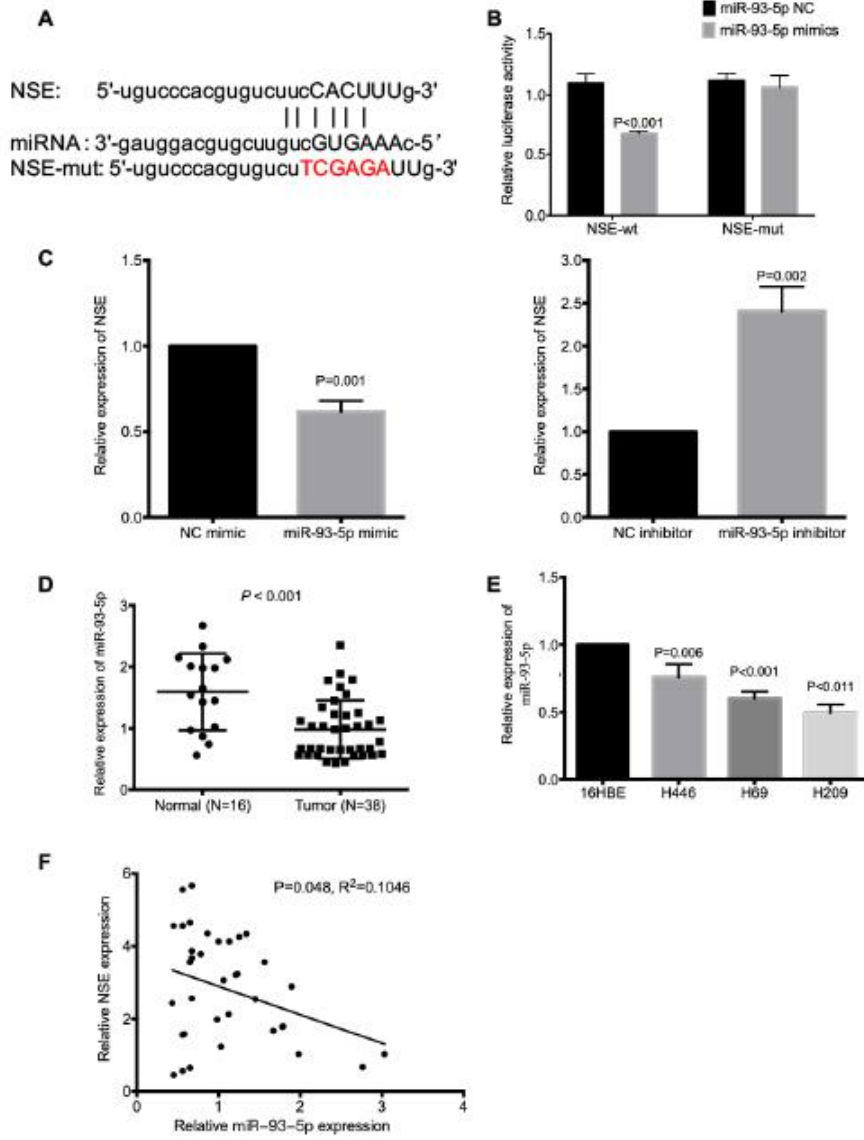 A
NSE: 5'-ugucccacgugucuucCACUUUg-3'
miRNA : 3'-gauggacgugcuugucGUGAAAc-5'
NSE-mut: 5'-ugucccacgugucuTCGAGAUUg-3'
B
miR-93-5p NC
miR-93-5p mimics
Relative luciferase activity
1.5
1.0
0.5
0.0
P<0.001
NSE-wt
NSE-mut
C
Relative expression of NSE
1.5
1.0
0.5
0.0
P=0.001
NC mimic
miR-93-5p mimic
Relative expression of NSE
3.0
2.5
2.0
1.5
1.0
0.5
0.0
P=0.002
NC inhibitor
miR-93-5p inhibitor
D
P < 0.001
Relative expression of miR-93-5p
3
2
1
0
Normal (N=16)
Tumor (N=38)
E
Relative expression of
miR-93-5p
1.5
1.0
0.5
0.0
P=0.006
P<0.001
P<0.011
16HBE
H446
H69
H209
F
P=0.048, R²=0.1046
Relative NSE expression
6
4
2
0
0
1
2
3
4
Relative miR−93−5p expression